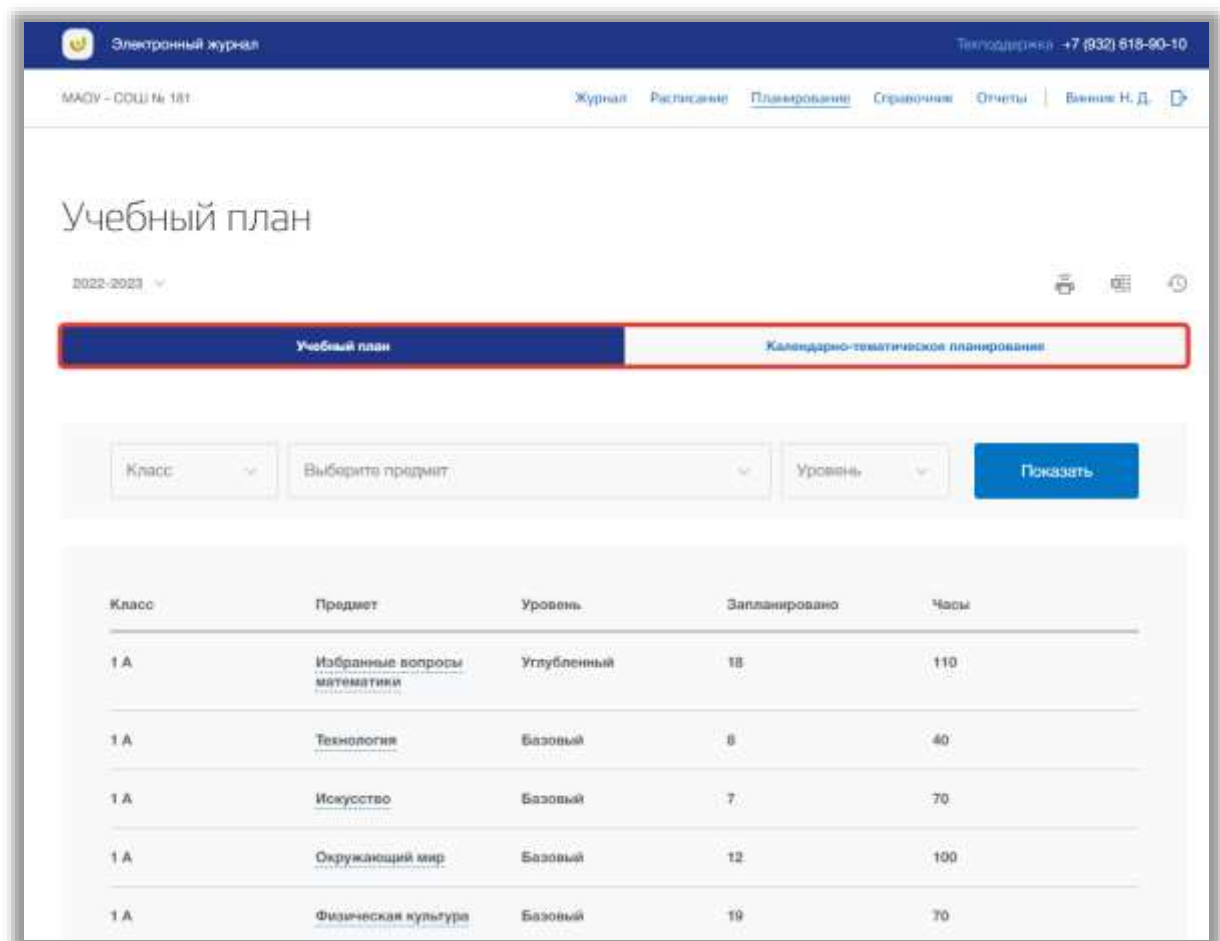 Электронный журнал Техподдержка +7 (932) 618-90-10
МАОУ – СОШ № 181 Журнал Расписание Планирование Справочник Отчеты Винник Н. Д.
Учебный план
2022-2023
Учебный план Календарно-тематическое планирование
Класс Выберите предмет Уровень Показать
Класс Предмет Уровень Запланировано Часы
1 А Избранные вопросы Углубленный 18 110
математики
1 А Технология Базовый 8 40
1 А Искусство Базовый 7 70
1 А Окружающий мир Базовый 12 100
1 А Физическая культура Базовый 19 70